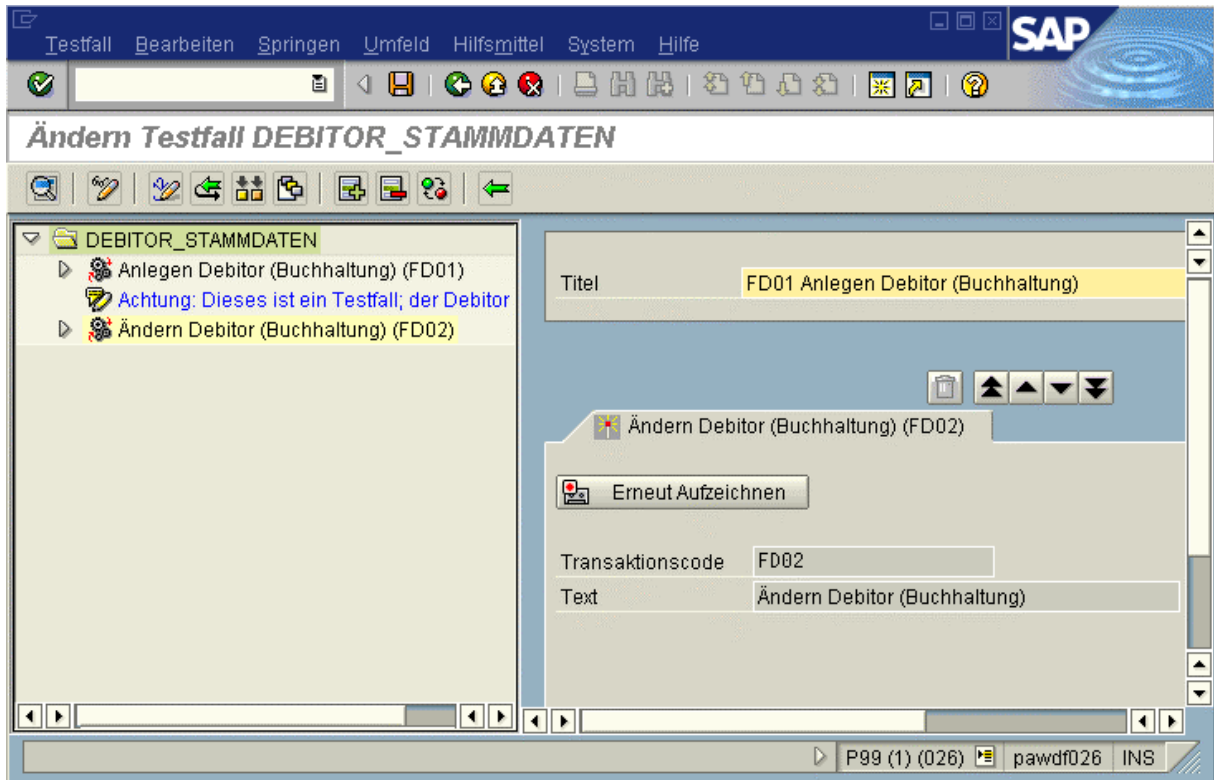 Testfall Bearbeiten Springen Umfeld Hilfsmittel System Hilfe
SAP
Ändern Testfall DEBITOR_STAMMDATEN
DEBITOR_STAMMDATEN
Anlegen Debitor (Buchhaltung) (FD01)
Achtung: Dieses ist ein Testfall; der Debitor
Ändern Debitor (Buchhaltung) (FD02)
Titel FD01 Anlegen Debitor (Buchhaltung)
Ändern Debitor (Buchhaltung) (FD02)
Erneut Aufzeichnen
Transaktionscode FD02
Text Ändern Debitor (Buchhaltung)
P99 (1) (026) pawdf026 INS